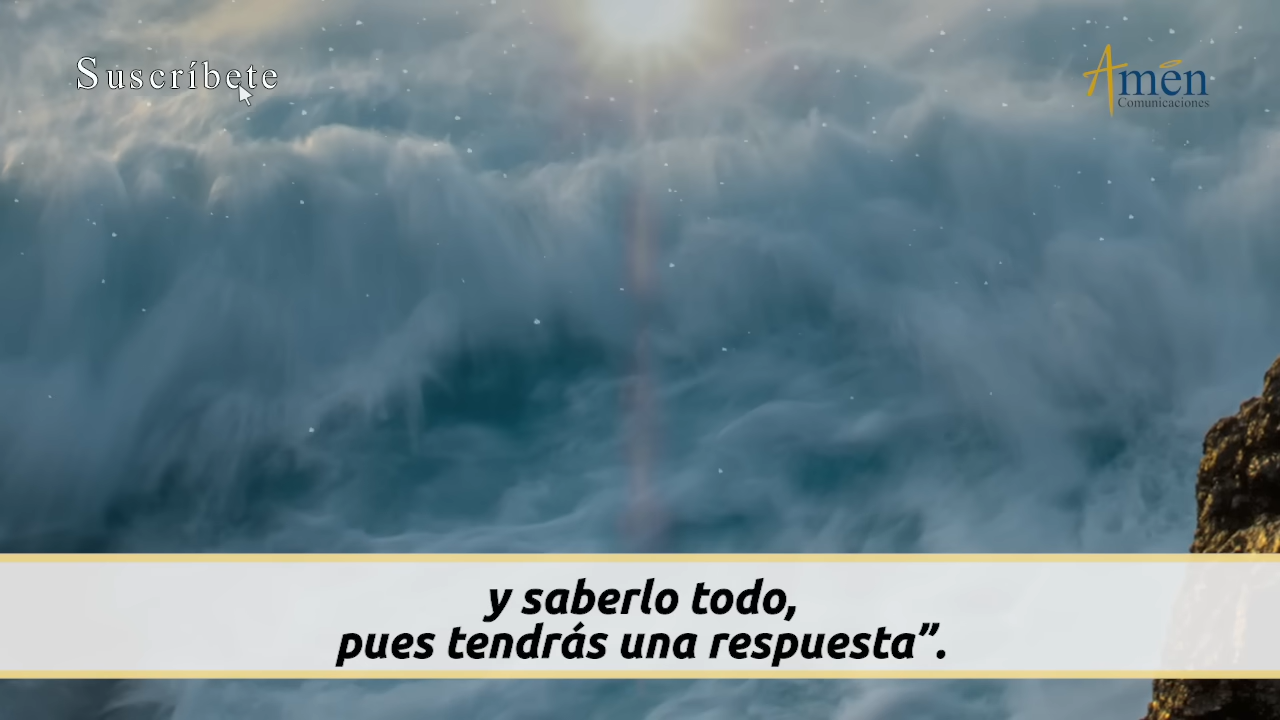 Suscríbete
Amén
Comunicaciones
y saberlo todo,
pues tendrás una respuesta”.